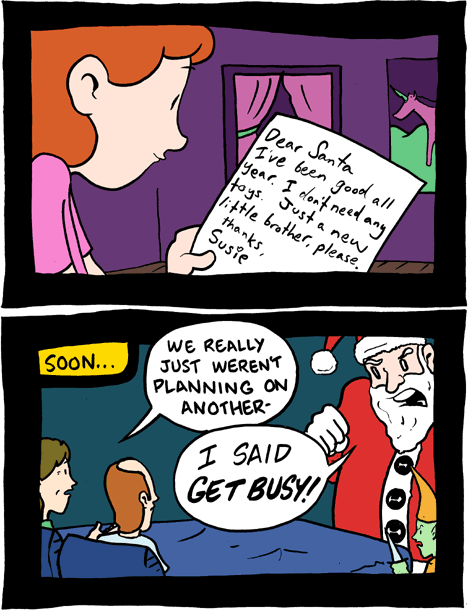 Dear Santa
I've been good all
year. I don't need any
toys. Just a new
little brother, please.
thanks,
Susie
SOON...
WE REALLY
JUST WEREN'T
PLANNING ON
ANOTHER-
I SAID
GET BUSY!!